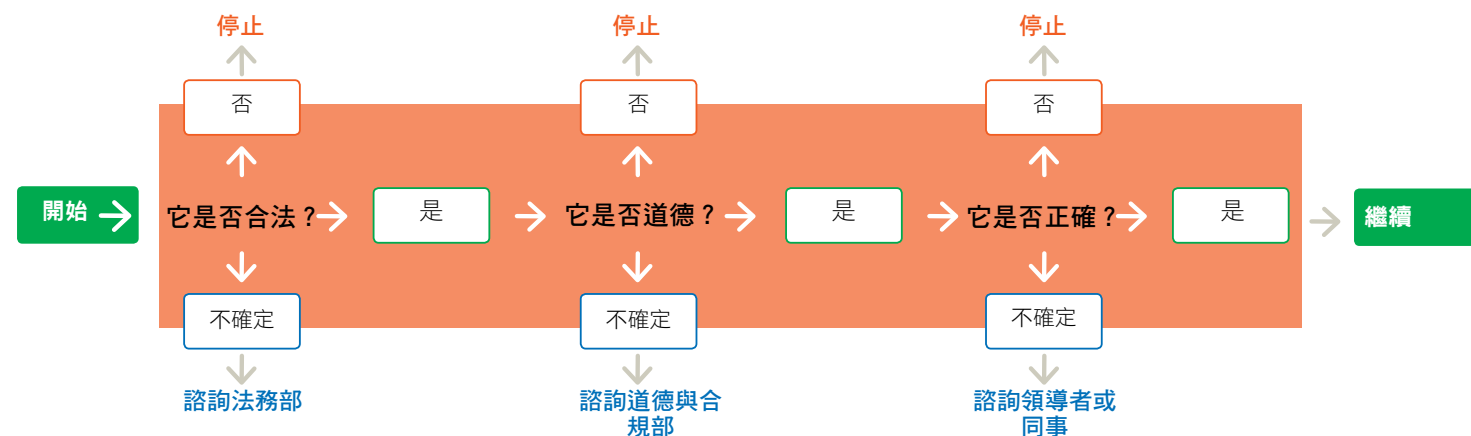 停止
停止
停止
否
否
否
開始
它是否合法？
是
它是否道德？
是
它是否正確？
是
繼續
不確定
不確定
不確定
諮詢法務部
諮詢道德與合
規部
諮詢領導者或
同事